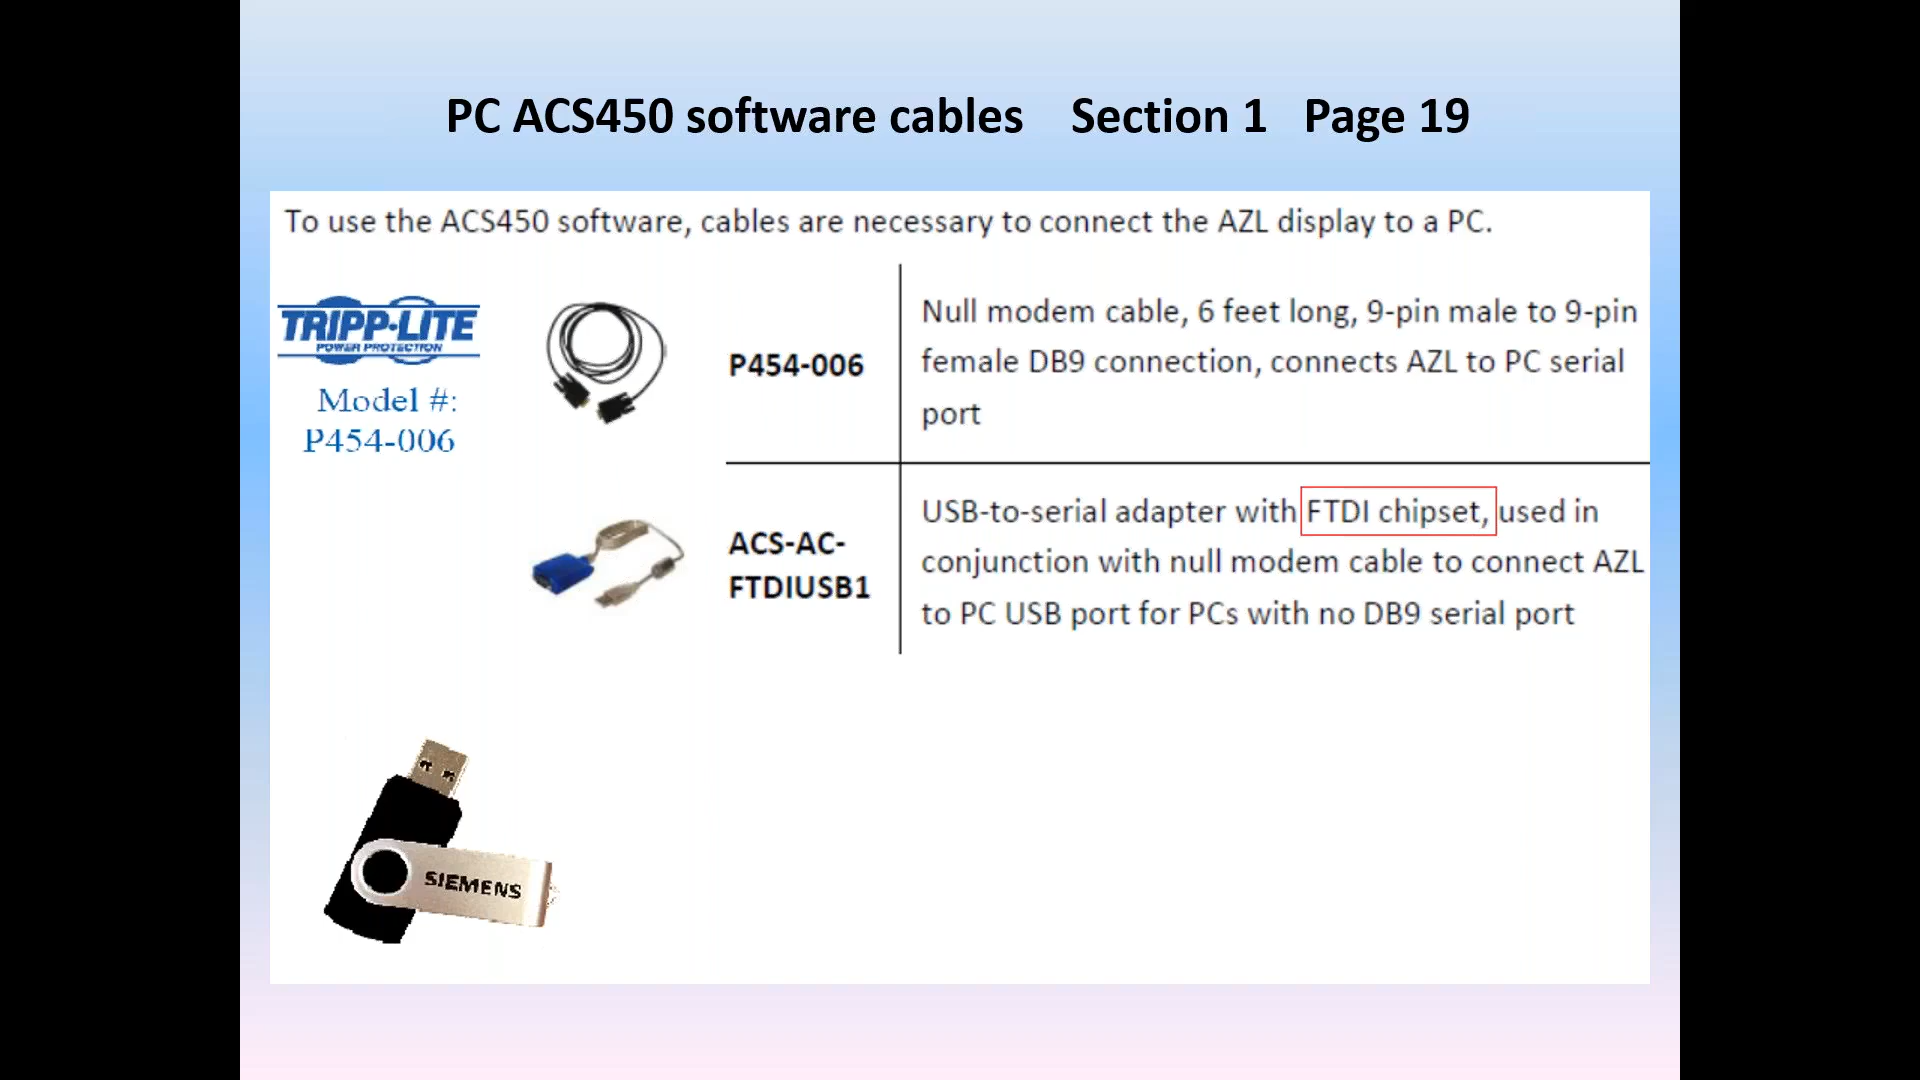 PC ACS450 software cables Section 1 Page 19
To use the ACS450 software, cables are necessary to connect the AZL display to a PC.
TRIPP·LITE
POWER PROTECTION
Model #:
P454-006
P454-006
Null modem cable, 6 feet long, 9-pin male to 9-pin
female DB9 connection, connects AZL to PC serial
port
ACS-AC-
FTDIUSB1
USB-to-serial adapter with FTDI chipset, used in
conjunction with null modem cable to connect AZL
to PC USB port for PCs with no DB9 serial port
SIEMENS